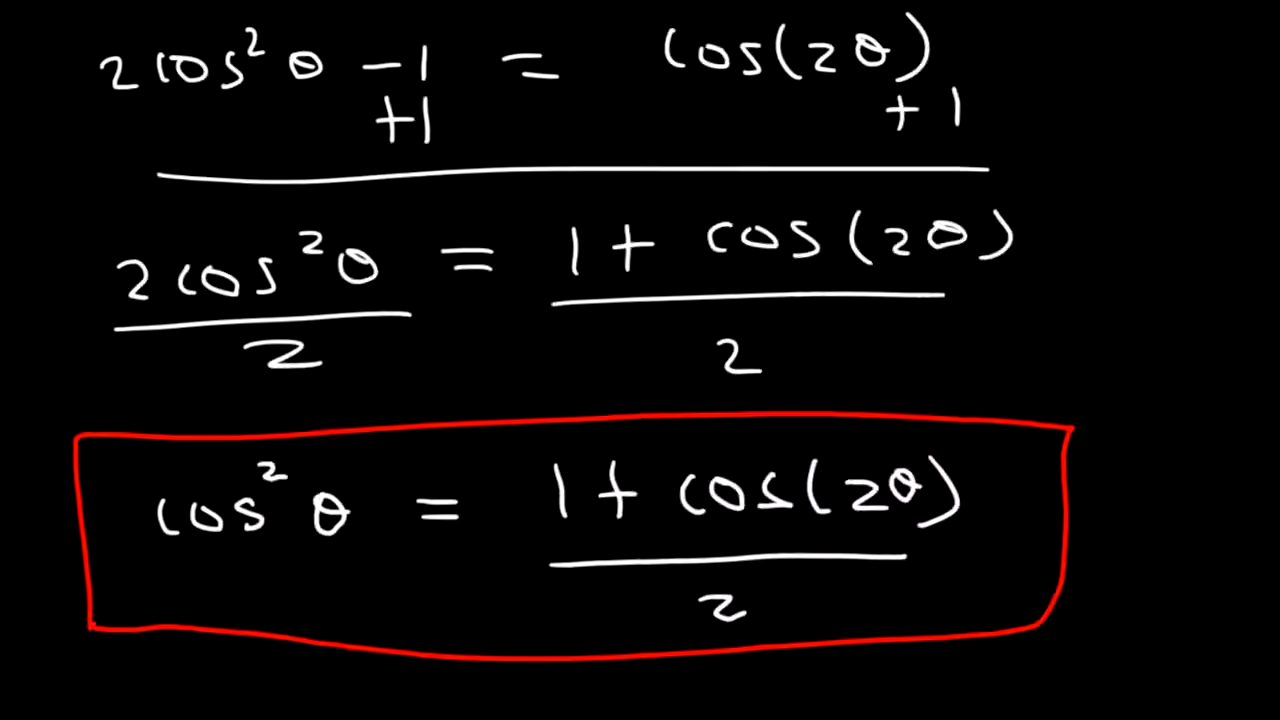 2cos²θ - 1 = cos(2θ)
+1 +1
2cos²θ = 1 + cos(2θ)
2 2
cos²θ = 1 + cos(2θ)
2